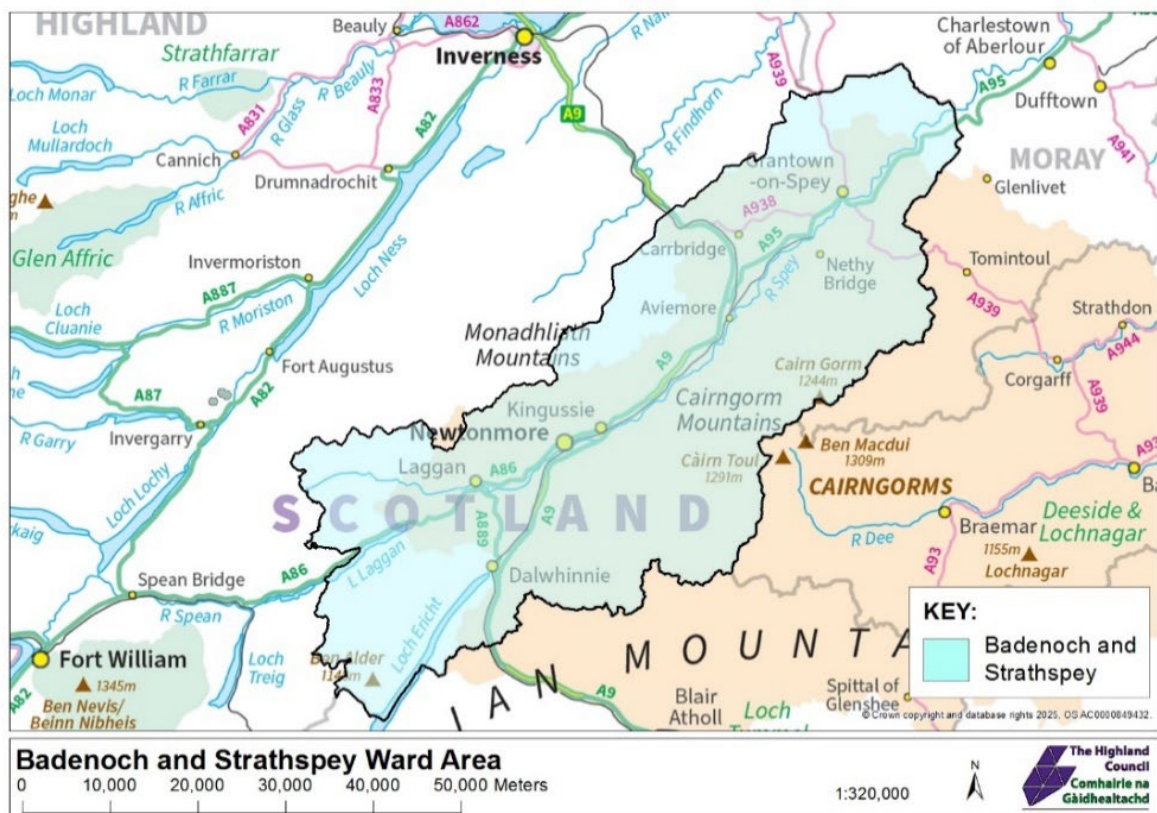 HIGHLAND
Beauly
A862
Inverness
R Nairn
A939
Charlestown
of Aberlour
A95
Dufftown
A941
MORAY
Glenlivet
Strathfarrar
R Farrar
Loch Monar
Loch
Mullardoch
R Glass
R Beauly
A831
A833
A82
A9
R Findhorn
Cannich
Drumnadrochit
R Affric
Glen Affric
Loch Ness
Grantown
-on-Spey
A938
A95
Carrbridge
Nethy
Bridge
R Spey
Aviemore
Tomintoul
A939
Strathdon
A944
Corgarff
A939
Invermoriston
A887
R Moriston
Loch
Cluanie
Fort Augustus
A87
A82
R Garry
Invergarry
Loch Lochy
Monadhliath
Mountains
Cairn Gorm
1244m
A9
Cairngorm
Mountains
Kingussie
Newtonmore
Laggan
A86
Ben Macdui
1309m
Càirn Toul
1291m
CAIRNGORMS
Braemar
R Dee
A93
Deeside &
Lochnagar
1155m
Lochnagar
SCOTLAND
A889
A9
L Laggan
A86
Dalwhinnie
Loch Ericht
Ben Alder
Spean Bridge
R Spean
Loch
Treig
Fort William
1345m
Ben Nevis/
Beinn Nibheis
A82
IAN MOUNTA
A9
Blair
Atholl
Loch
Spittal of
Glenshee
KEY:
Badenoch and
Strathspey
© Crown copyright and database rights 2025, OS AC0000849432.
Badenoch and Strathspey Ward Area
0 10,000 20,000 30,000 40,000 50,000 Meters
1:320,000
N
The Highland
Council
Comhairle na
Gàidhealtachd